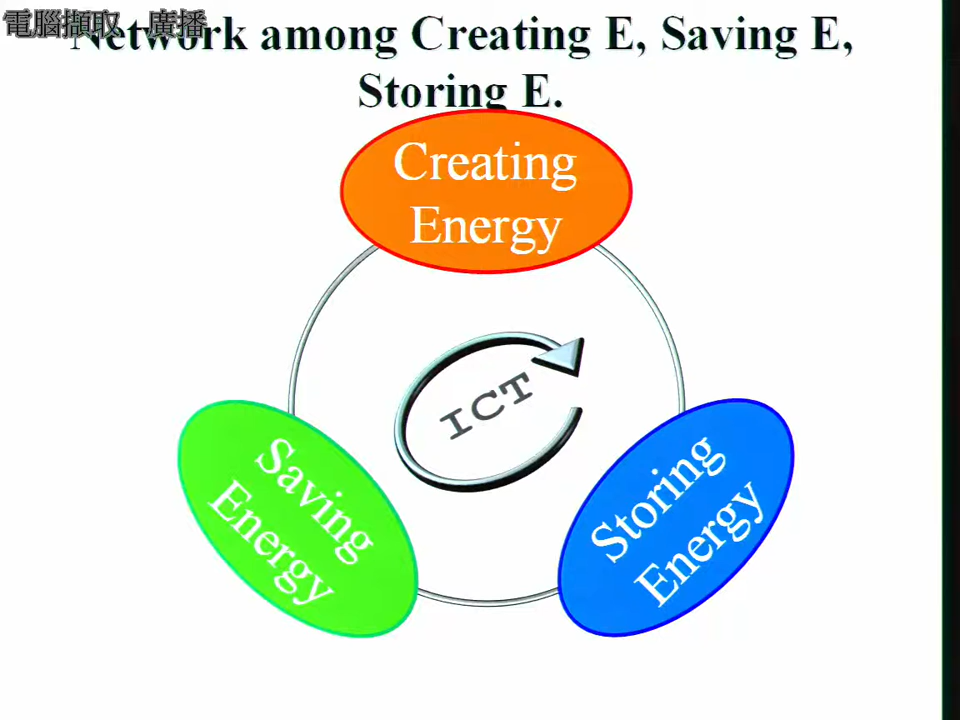 電腦擷取 廣播
Network among Creating E, Saving E,
Storing E.
Creating
Energy
ICT
Saving
Energy
Storing
Energy